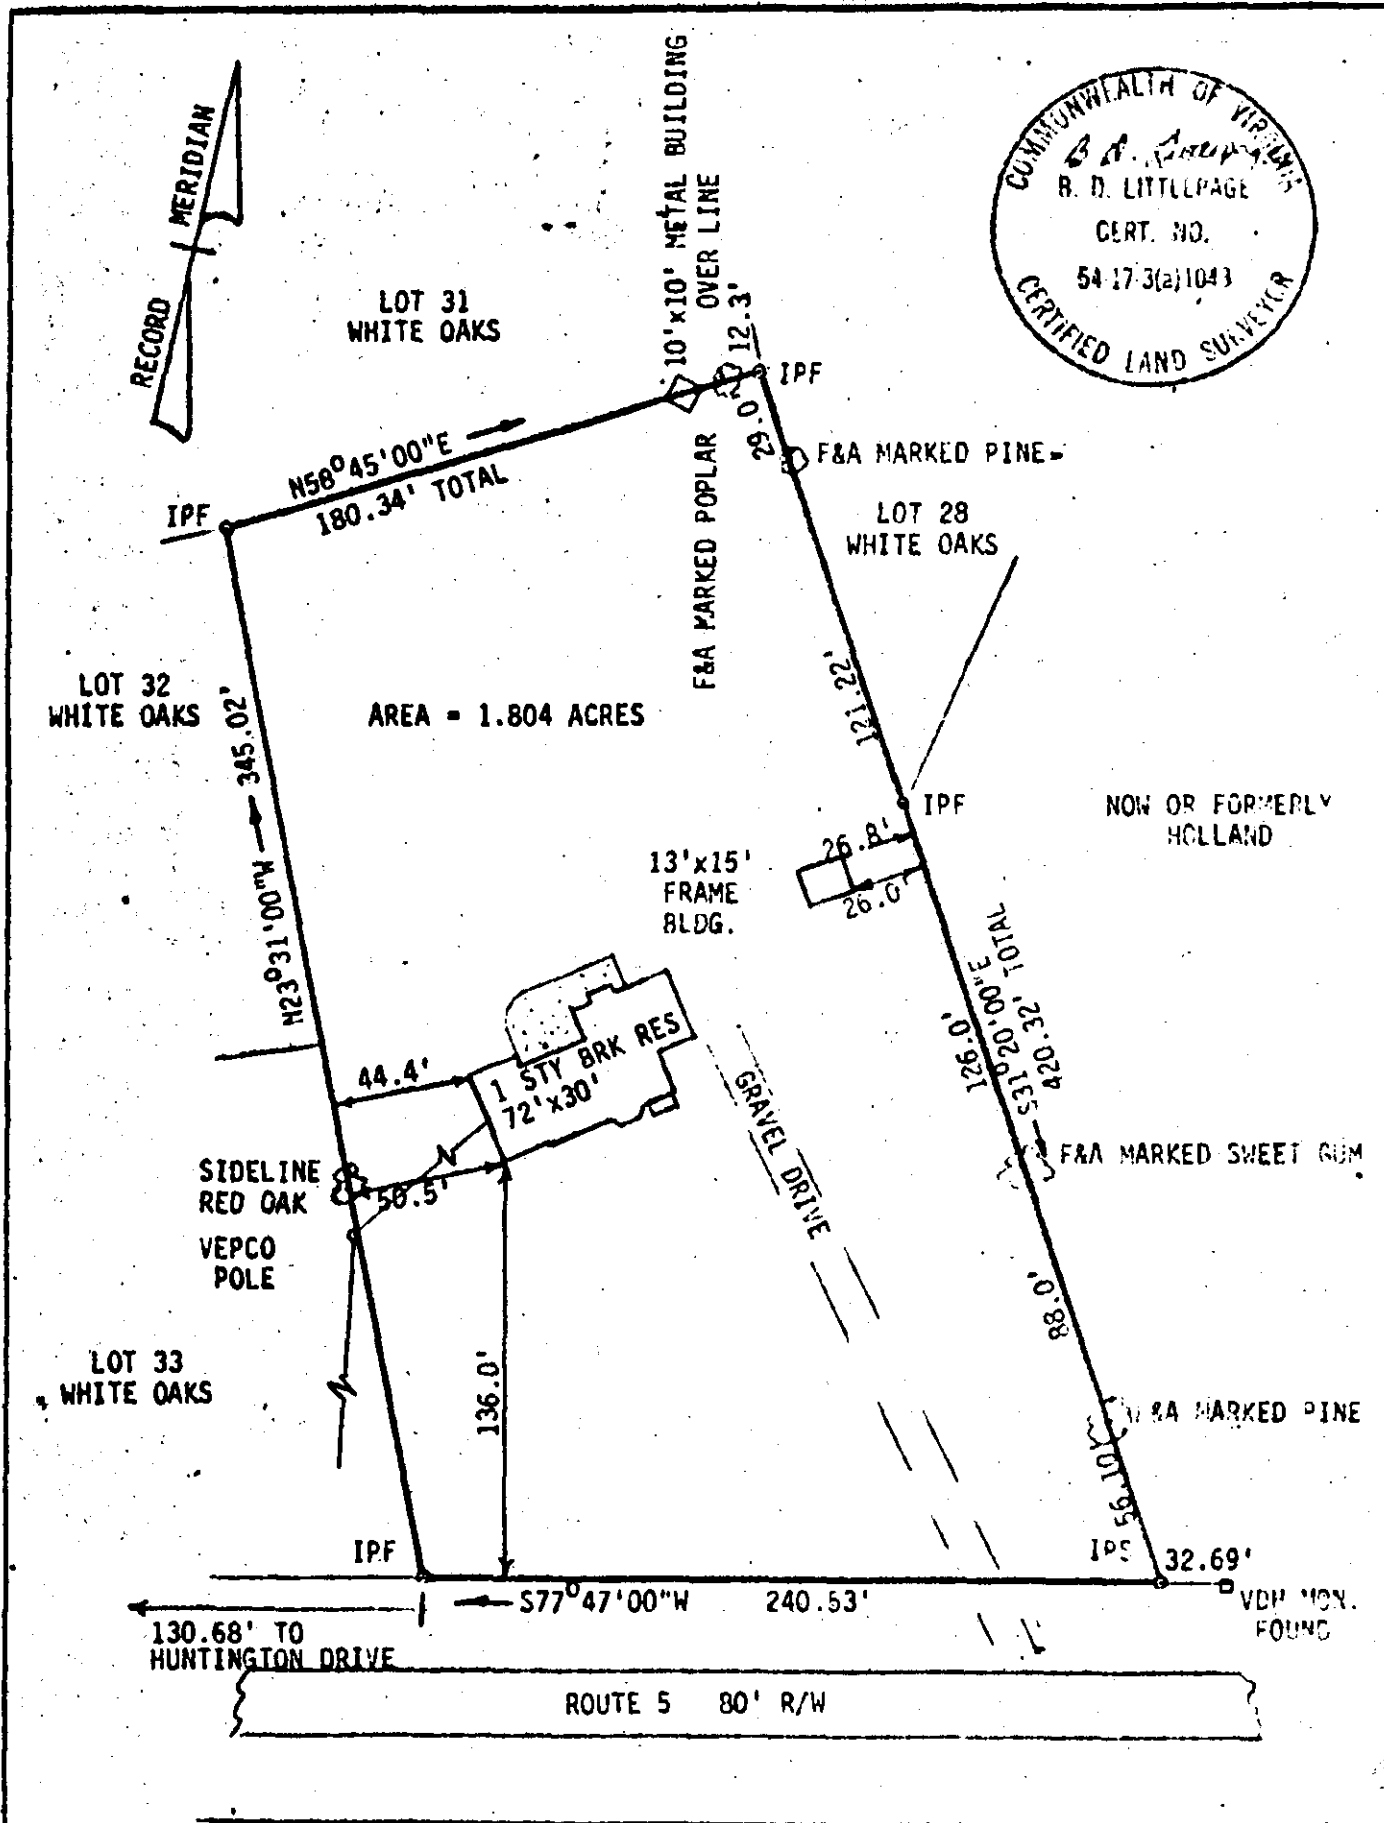 COMMONWEALTH OF VIRGINIA
B. D. LITTLEPAGE
CERT. NO.
54-17-3(a)1043
CERTIFIED LAND SURVEYOR
MERIDIAN
RECORD
10'x10' METAL BUILDING
OVER LINE
12.3'
LOT 31
WHITE OAKS
IPF
29.0'
F&A MARKED PINE
F&A MARKED POPLAR
N58°45'00"E
180.34' TOTAL
IPF
LOT 28
WHITE OAKS
121.22'
LOT 32
WHITE OAKS
345.02'
N23°31'00"W
AREA = 1.804 ACRES
IPF
NOW OR FORMERLY
HOLLAND
26.8'
13'x15'
FRAME
BLDG.
26.0'
126.0'
S31°20'00"E
420.32' TOTAL
1 STY BRK RES
72'x30'
44.4'
GRAVEL DRIVE
F&A MARKED SWEET GUM
SIDELINE
RED OAK
50.5'
VEPCO
POLE
88.0'
LOT 33
WHITE OAKS
136.0'
F&A MARKED PINE
56.10'
IPF
IPS
32.69'
S77°47'00"W 240.53'
VDH MON.
FOUND
130.68' TO
HUNTINGTON DRIVE
ROUTE 5 80' R/W